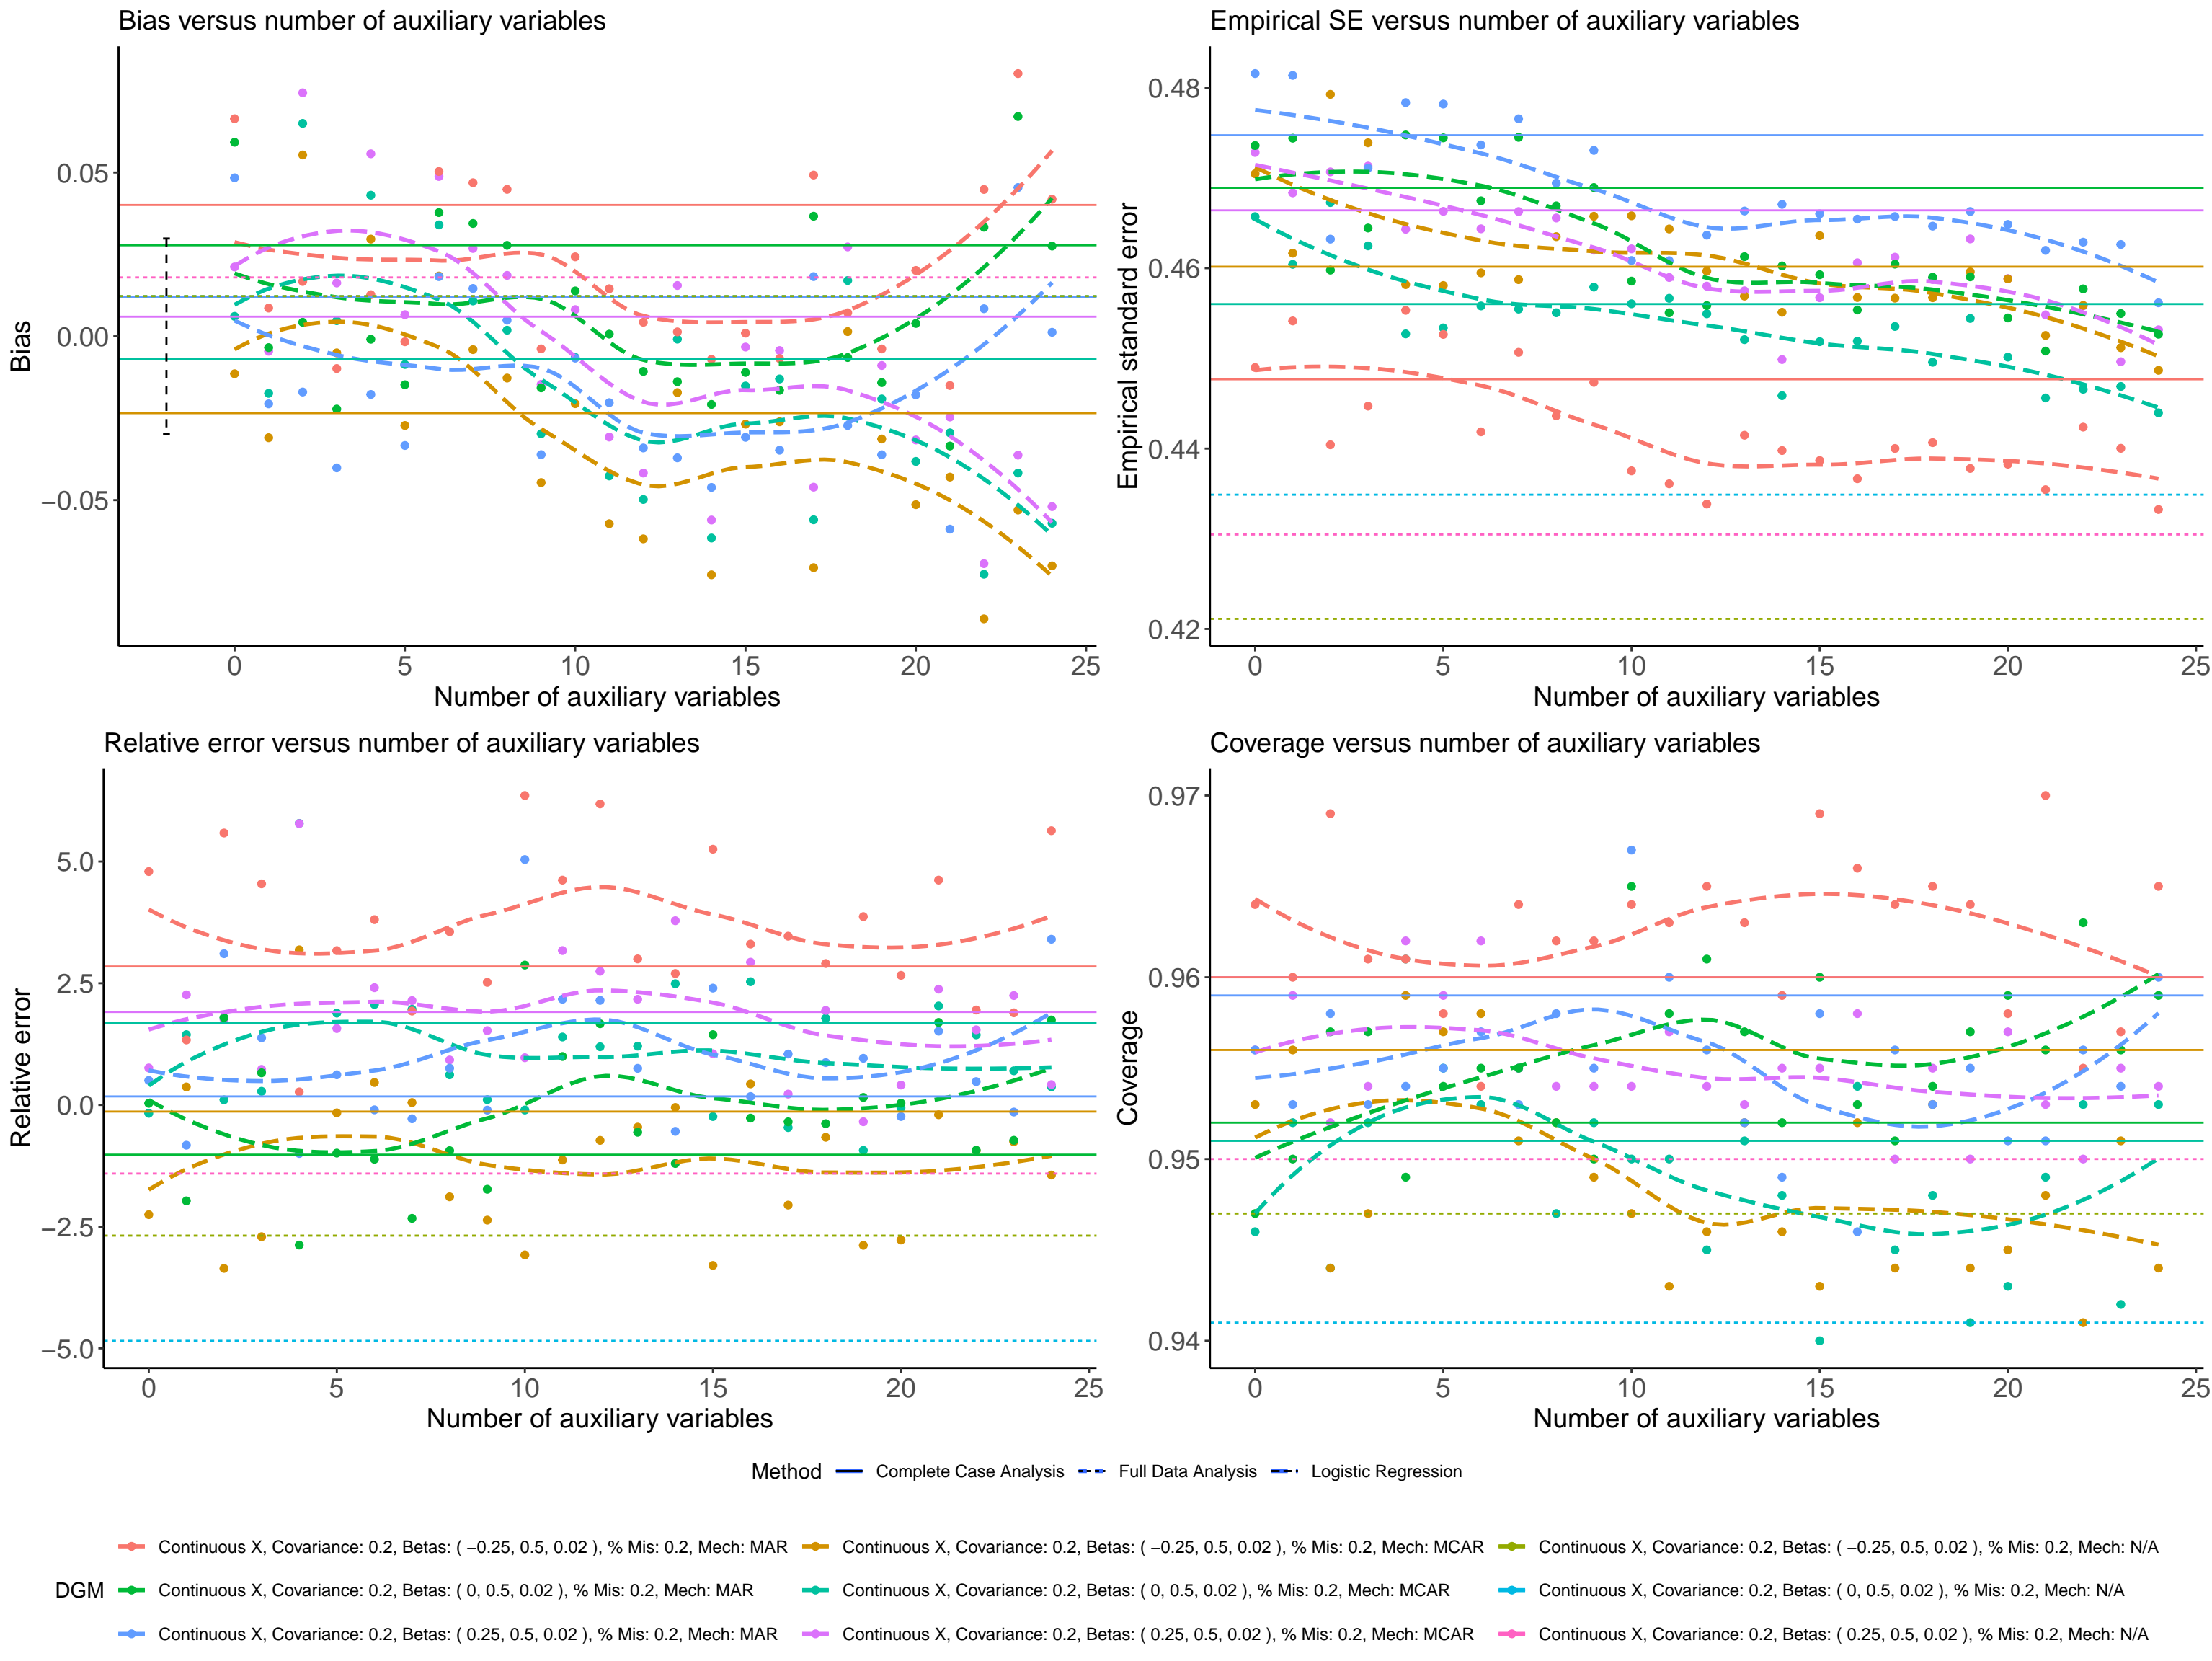 Bias versus number of auxiliary variables
Bias
0.05
0.00
−0.05
0 5 10 15 20 25
Number of auxiliary variables
Empirical SE versus number of auxiliary variables
Empirical standard error
0.48
0.46
0.44
0.42
0 5 10 15 20 25
Number of auxiliary variables
Relative error versus number of auxiliary variables
Relative error
5.0
2.5
0.0
−2.5
−5.0
0 5 10 15 20 25
Number of auxiliary variables
Coverage versus number of auxiliary variables
Coverage
0.97
0.96
0.95
0.94
0 5 10 15 20 25
Number of auxiliary variables
Method Complete Case Analysis Full Data Analysis Logistic Regression
DGM
Continuous X, Covariance: 0.2, Betas: ( −0.25, 0.5, 0.02 ), % Mis: 0.2, Mech: MAR
Continuous X, Covariance: 0.2, Betas: ( 0, 0.5, 0.02 ), % Mis: 0.2, Mech: MAR
Continuous X, Covariance: 0.2, Betas: ( 0.25, 0.5, 0.02 ), % Mis: 0.2, Mech: MAR
Continuous X, Covariance: 0.2, Betas: ( −0.25, 0.5, 0.02 ), % Mis: 0.2, Mech: MCAR
Continuous X, Covariance: 0.2, Betas: ( 0, 0.5, 0.02 ), % Mis: 0.2, Mech: MCAR
Continuous X, Covariance: 0.2, Betas: ( 0.25, 0.5, 0.02 ), % Mis: 0.2, Mech: MCAR
Continuous X, Covariance: 0.2, Betas: ( −0.25, 0.5, 0.02 ), % Mis: 0.2, Mech: N/A
Continuous X, Covariance: 0.2, Betas: ( 0, 0.5, 0.02 ), % Mis: 0.2, Mech: N/A
Continuous X, Covariance: 0.2, Betas: ( 0.25, 0.5, 0.02 ), % Mis: 0.2, Mech: N/A